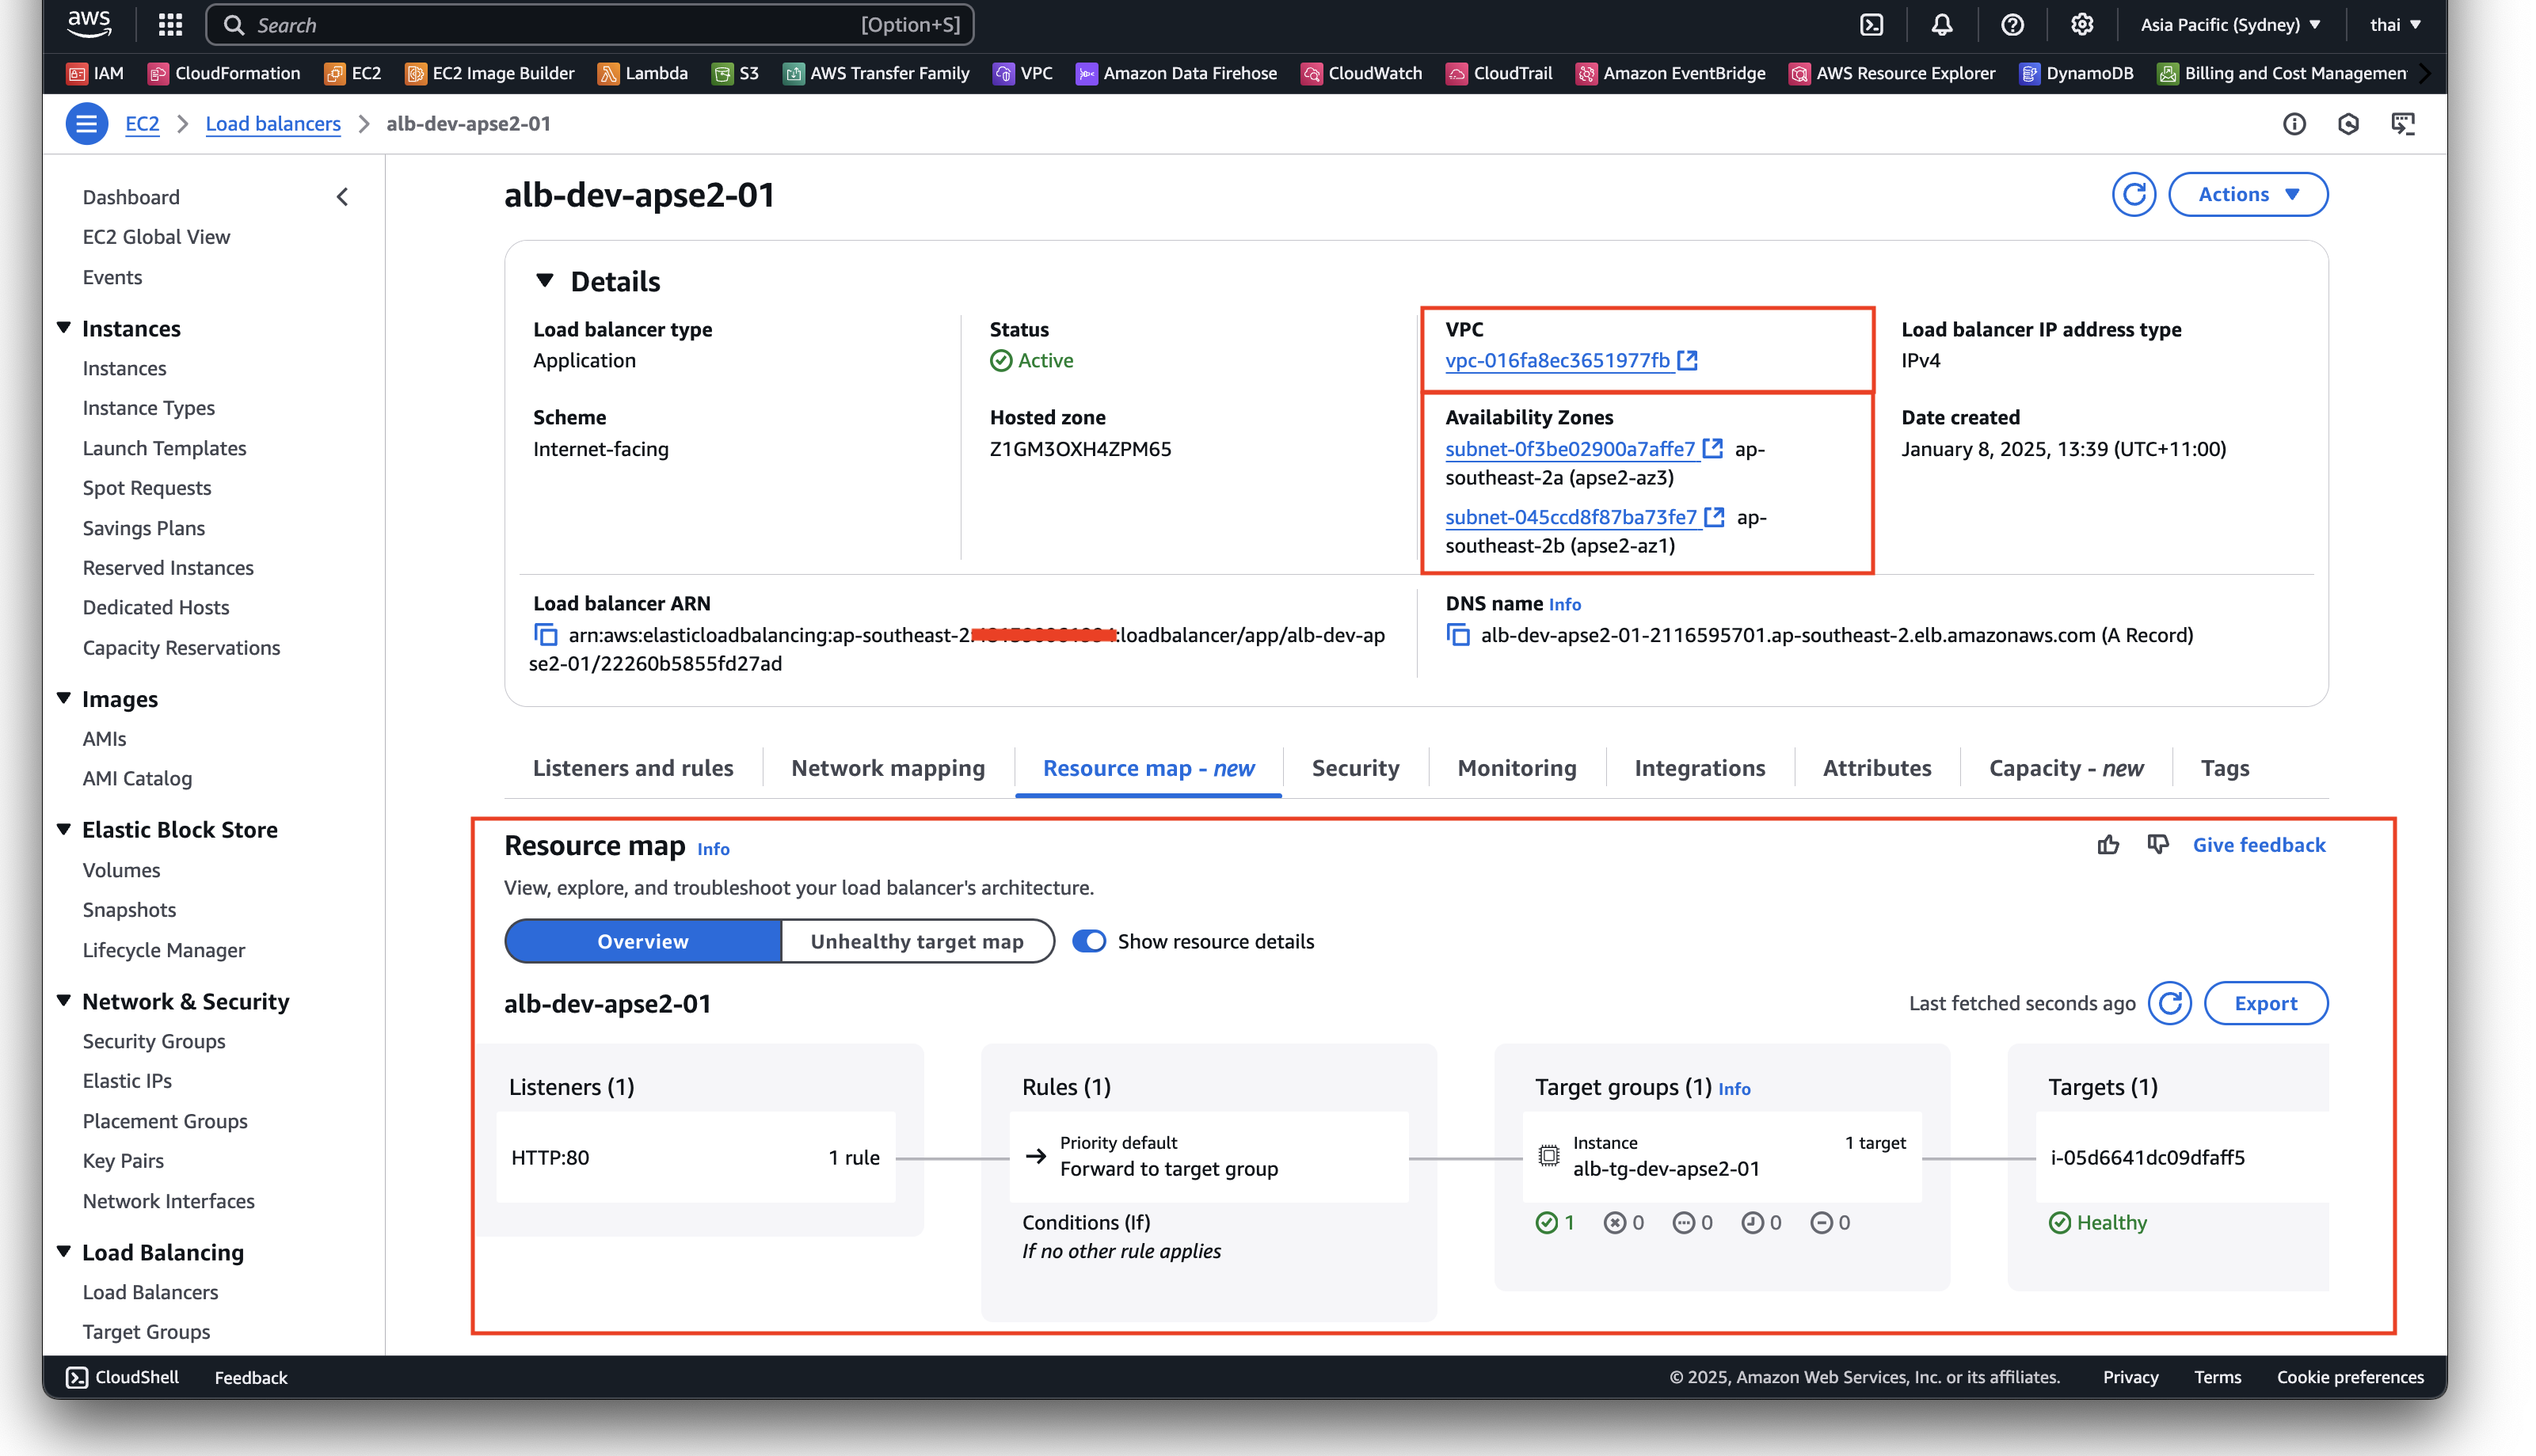 aws
Search [Option+S]
Asia Pacific (Sydney)
thai
IAM CloudFormation EC2 EC2 Image Builder Lambda S3 AWS Transfer Family VPC Amazon Data Firehose CloudWatch CloudTrail Amazon EventBridge AWS Resource Explorer DynamoDB Billing and Cost Managemen
EC2 > Load balancers > alb-dev-apse2-01
Dashboard
EC2 Global View
Events
Instances
Instances
Instance Types
Launch Templates
Spot Requests
Savings Plans
Reserved Instances
Dedicated Hosts
Capacity Reservations
Images
AMIs
AMI Catalog
Elastic Block Store
Volumes
Snapshots
Lifecycle Manager
Network & Security
Security Groups
Elastic IPs
Placement Groups
Key Pairs
Network Interfaces
Load Balancing
Load Balancers
Target Groups
alb-dev-apse2-01
Actions
Details
Load balancer type
Application
Status
Active
VPC
vpc-016fa8ec3651977fb
Load balancer IP address type
IPv4
Scheme
Internet-facing
Hosted zone
Z1GM3OXH4ZPM65
Availability Zones
subnet-0f3be02900a7affe7 ap-
southeast-2a (apse2-az3)
subnet-045ccd8f87ba73fe7 ap-
southeast-2b (apse2-az1)
Date created
January 8, 2025, 13:39 (UTC+11:00)
Load balancer ARN
arn:aws:elasticloadbalancing:ap-southeast-2: :loadbalancer/app/alb-dev-ap
se2-01/22260b5855fd27ad
DNS name Info
alb-dev-apse2-01-2116595701.ap-southeast-2.elb.amazonaws.com (A Record)
Listeners and rules
Network mapping
Resource map - new
Security
Monitoring
Integrations
Attributes
Capacity - new
Tags
Resource map Info
Give feedback
View, explore, and troubleshoot your load balancer's architecture.
Overview
Unhealthy target map
Show resource details
alb-dev-apse2-01
Last fetched seconds ago
Export
Listeners (1)
HTTP:80 1 rule
Rules (1)
Priority default
Forward to target group
Conditions (If)
If no other rule applies
Target groups (1) Info
Instance 1 target
alb-tg-dev-apse2-01
1 0 0 0 0
Targets (1)
i-05d6641dc09dfaff5
Healthy
CloudShell Feedback
© 2025, Amazon Web Services, Inc. or its affiliates. Privacy Terms Cookie preferences